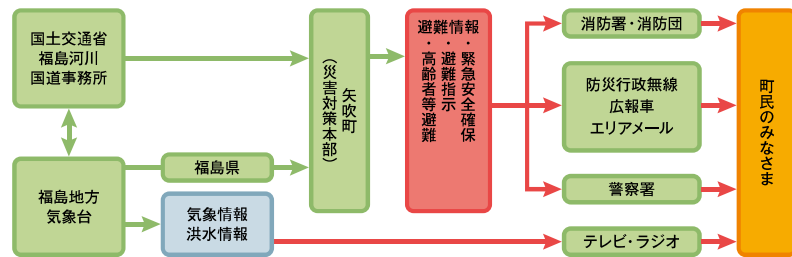 国土交通省
福島河川
国道事務所
福島地方
気象台
福島県
気象情報
洪水情報
矢吹町
（災害対策本部）
避難情報
・緊急安全確保
・避難指示
・高齢者等避難
消防署・消防団
防災行政無線
広報車
エリアメール
警察署
テレビ・ラジオ
町民のみなさま